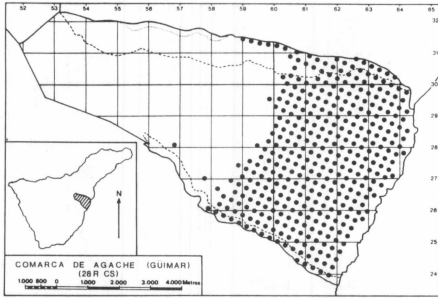 52 53 54 55 56 57 58 59 60 61 62 63 64 65
32
31
30
29
28
27
26
25
24
N
COMARCA DE AGACHE (GÜIMAR)
(28 R CS)
1.000 800 0 1.000 2.000 3.000 4.000 Metros